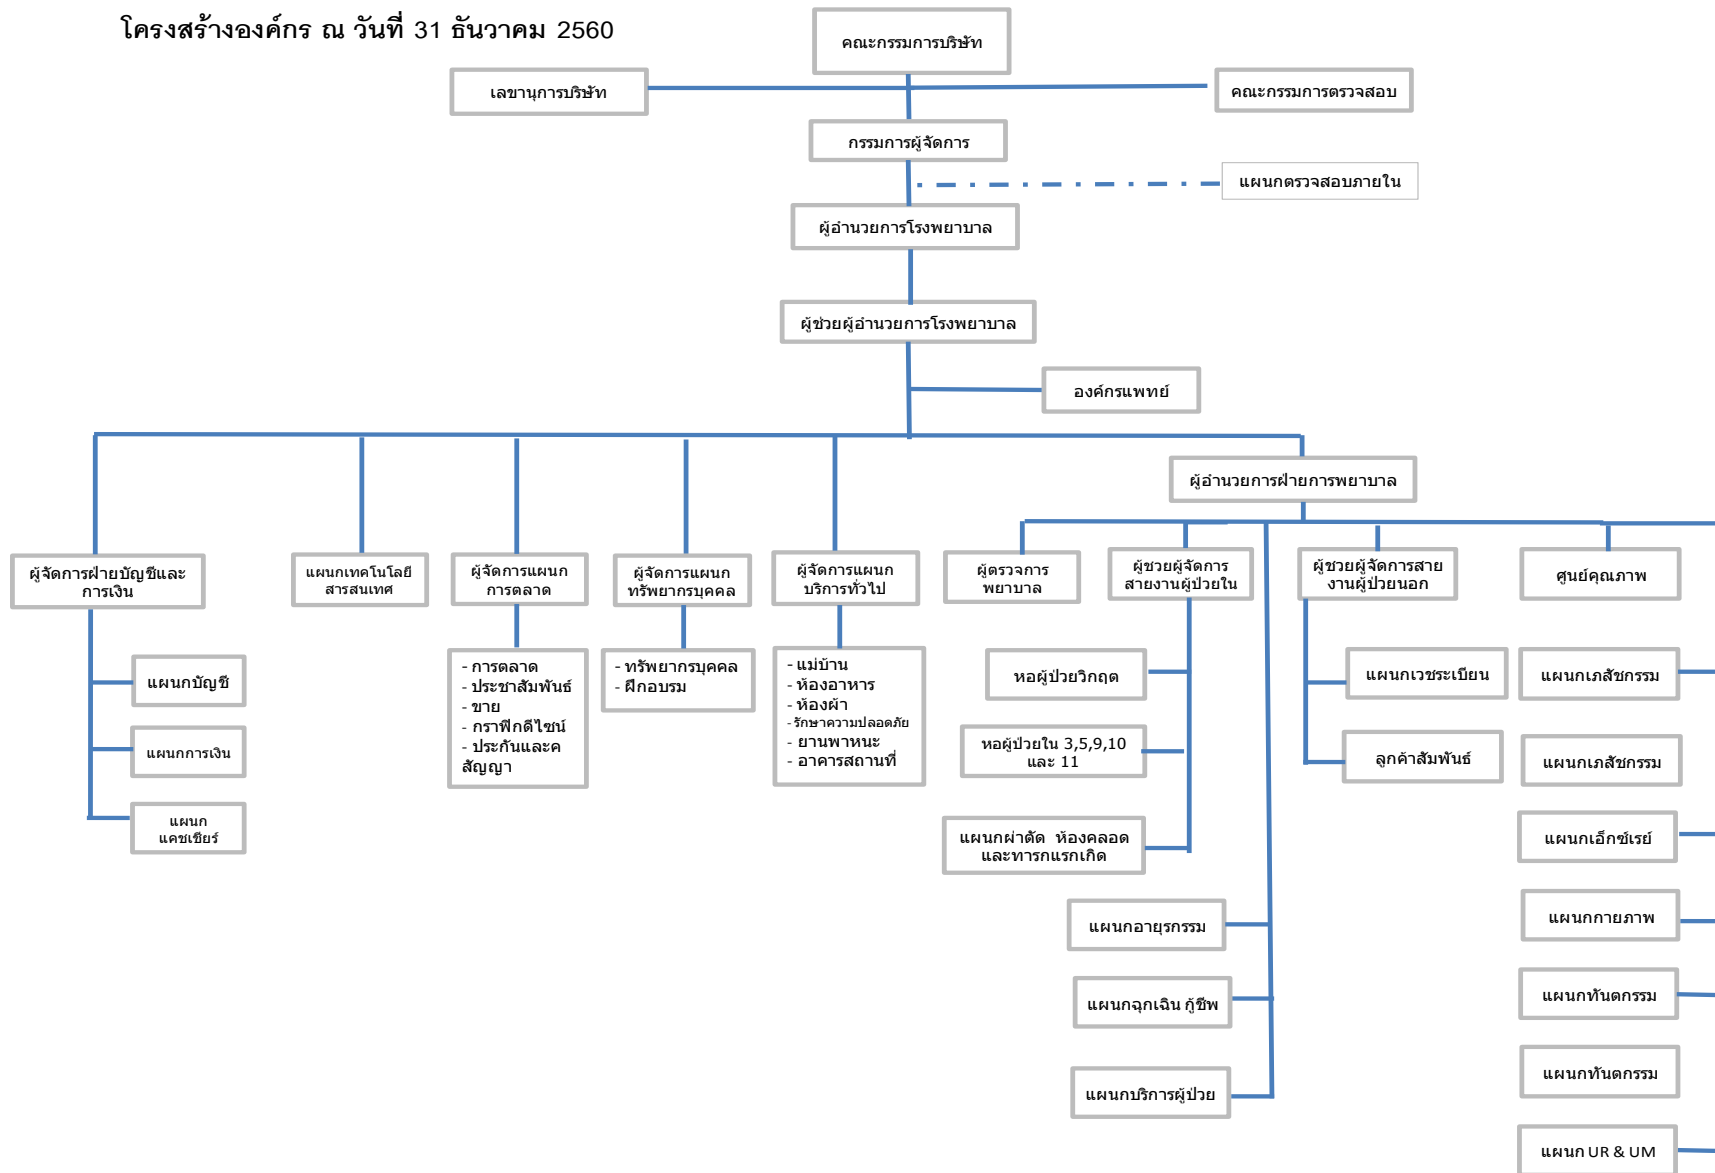 โครงสร้างองค์กร ณ วันที่ 31 ธันวาคม 2560
คณะกรรมการบริษัท
เลขานุการบริษัท
คณะกรรมการตรวจสอบ
กรรมการผู้จัดการ
แผนกตรวจสอบภายใน
ผู้อำนวยการโรงพยาบาล
ผู้ช่วยผู้อำนวยการโรงพยาบาล
องค์กรแพทย์
ผู้อำนวยการฝ่ายการพยาบาล
ผู้จัดการฝ่ายบัญชีและ
การเงิน
แผนกเทคโนโลยี
สารสนเทศ
ผู้จัดการแผนก
การตลาด
ผู้จัดการแผนก
ทรัพยากรบุคคล
ผู้จัดการแผนก
บริการทั่วไป
ผู้ตรวจการ
พยาบาล
ผู้ชวยผู้จัดการ
สายงานผู้ป่วยใน
ผู้ชวยผู้จัดการสาย
งานผู้ป่วยนอก
ศูนย์คุณภาพ
แผนกบัญชี
แผนกการเงิน
แผนก
แคชเชียร์
- การตลาด
- ประชาสัมพันธ์
- ขาย
- กราฟิกดีไซน์
- ประกันและค
สัญญา
- ทรัพยากรบุคคล
- ฝึกอบรม
- แม่บ้าน
- ห้องอาหาร
- ห้องผ้า
- รักษาความปลอดภัย
- ยานพาหนะ
- อาคารสถานที่
หอผู้ป่วยวิกฤต
หอผู้ป่วยใน 3,5,9,10
และ 11
แผนกผ่าตัด ห้องคลอด
และทารกแรกเกิด
แผนกอายุรกรรม
แผนกฉุกเฉิน กู้ชีพ
แผนกบริการผู้ป่วย
แผนกเวชระเบียน
ลูกค้าสัมพันธ์
แผนกเภสัชกรรม
แผนกเภสัชกรรม
แผนกเอ็กซ์เรย์
แผนกกายภาพ
แผนกทันตกรรม
แผนกทันตกรรม
แผนก UR & UM